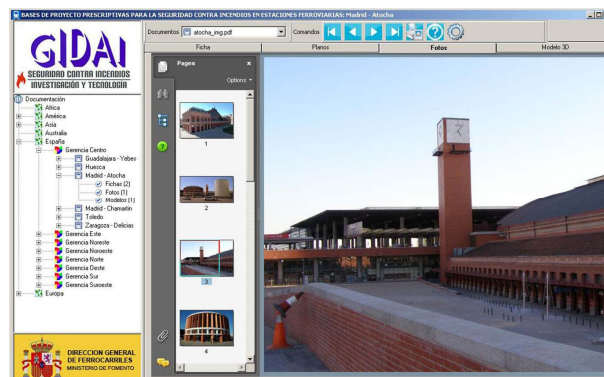 BASES DE PROYECTO PRESCRIPTIVAS PARA LA SEGURIDAD CONTRA INCENDIOS EN ESTACIONES FERROVIARIAS: Madrid - Atocha
GIDAI
SEGURIDAD CONTRA INCENDIOS
INVESTIGACIÓN Y TECNOLOGÍA
Documentos
atocha_img.pdf
Comandos
Ficha
Planos
Fotos
Modelo 3D
Documentación
Africa
América
Asia
Australia
España
Gerencia Centro
Guadalajara - Yebes
Huesca
Madrid - Atocha
Fichas (2)
Fotos (1)
Modelos (1)
Madrid - Chamartín
Toledo
Zaragoza - Delicias
Gerencia Este
Gerencia Noreste
Gerencia Noroeste
Gerencia Norte
Gerencia Oeste
Gerencia Sur
Gerencia Suroeste
Europa
Pages
x
Options
1
2
3
4
DIRECCION GENERAL
DE FERROCARRILES
MINISTERIO DE FOMENTO